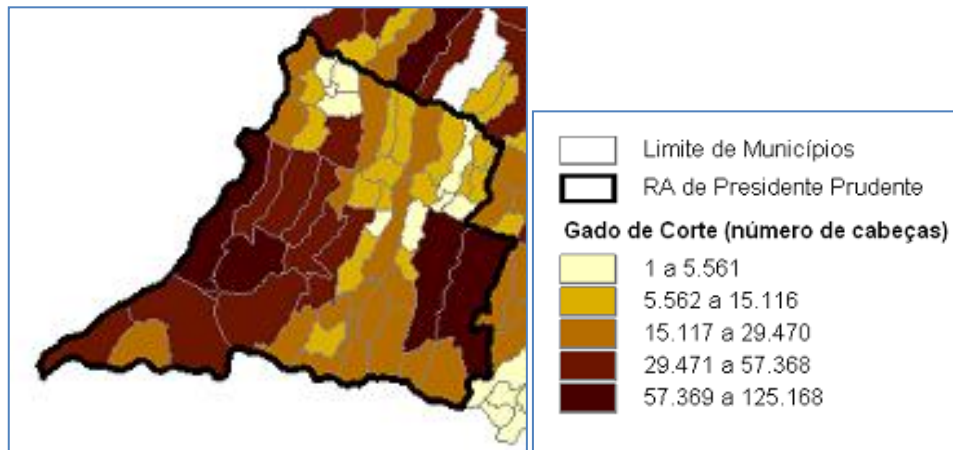 Limite de Municípios
RA de Presidente Prudente
Gado de Corte (número de cabeças)
1 a 5.561
5.562 a 15.116
15.117 a 29.470
29.471 a 57.368
57.369 a 125.168